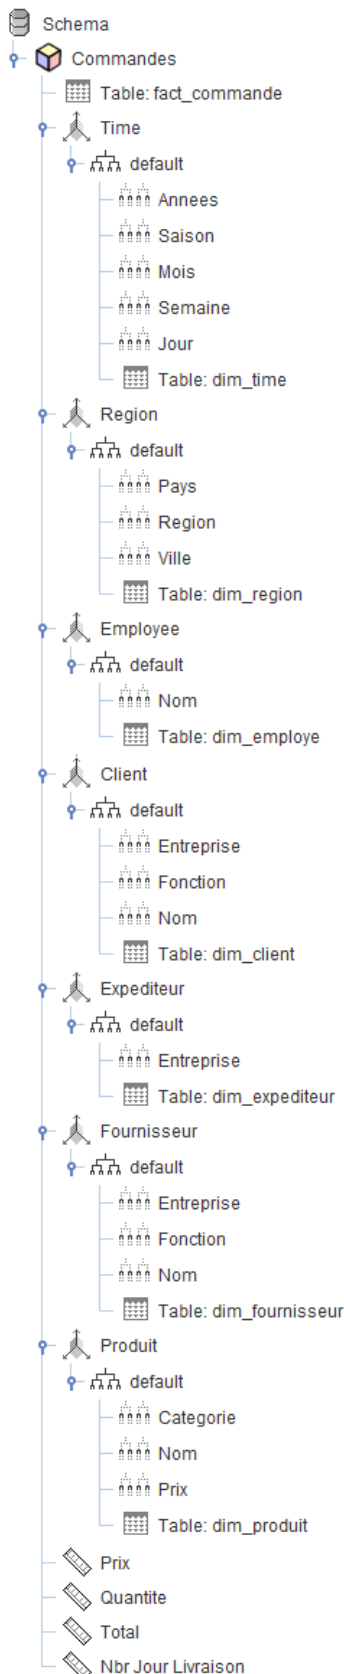 Schema
Commandes
Table: fact_commande
Time
default
Annees
Saison
Mois
Semaine
Jour
Table: dim_time
Region
default
Pays
Region
Ville
Table: dim_region
Employee
default
Nom
Table: dim_employe
Client
default
Entreprise
Fonction
Nom
Table: dim_client
Expediteur
default
Entreprise
Table: dim_expediteur
Fournisseur
default
Entreprise
Fonction
Nom
Table: dim_fournisseur
Produit
default
Categorie
Nom
Prix
Table: dim_produit
Prix
Quantite
Total
Nbr Jour Livraison